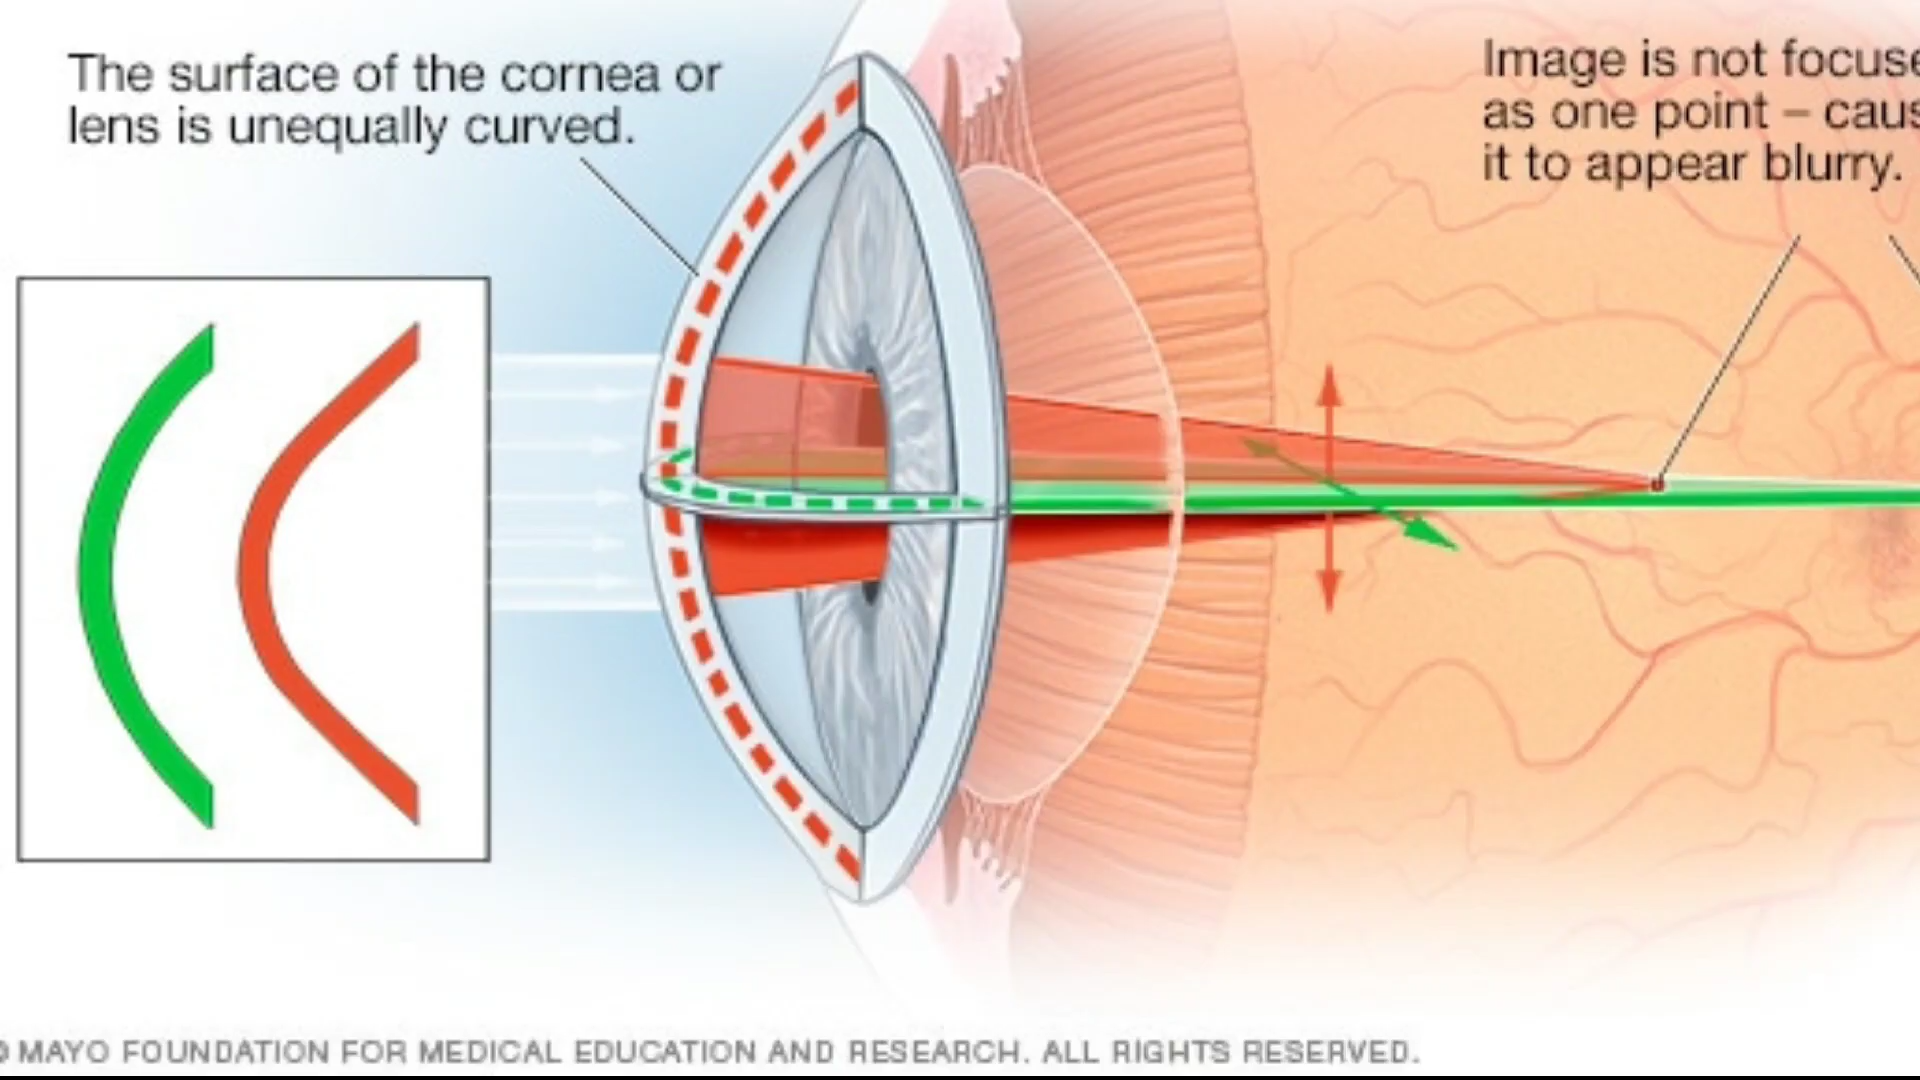 The surface of the cornea or
lens is unequally curved.
Image is not
as one point –
it to appear blurry.
MAYO FOUNDATION FOR MEDICAL EDUCATION AND RESEARCH. ALL RIGHTS RESERVED.